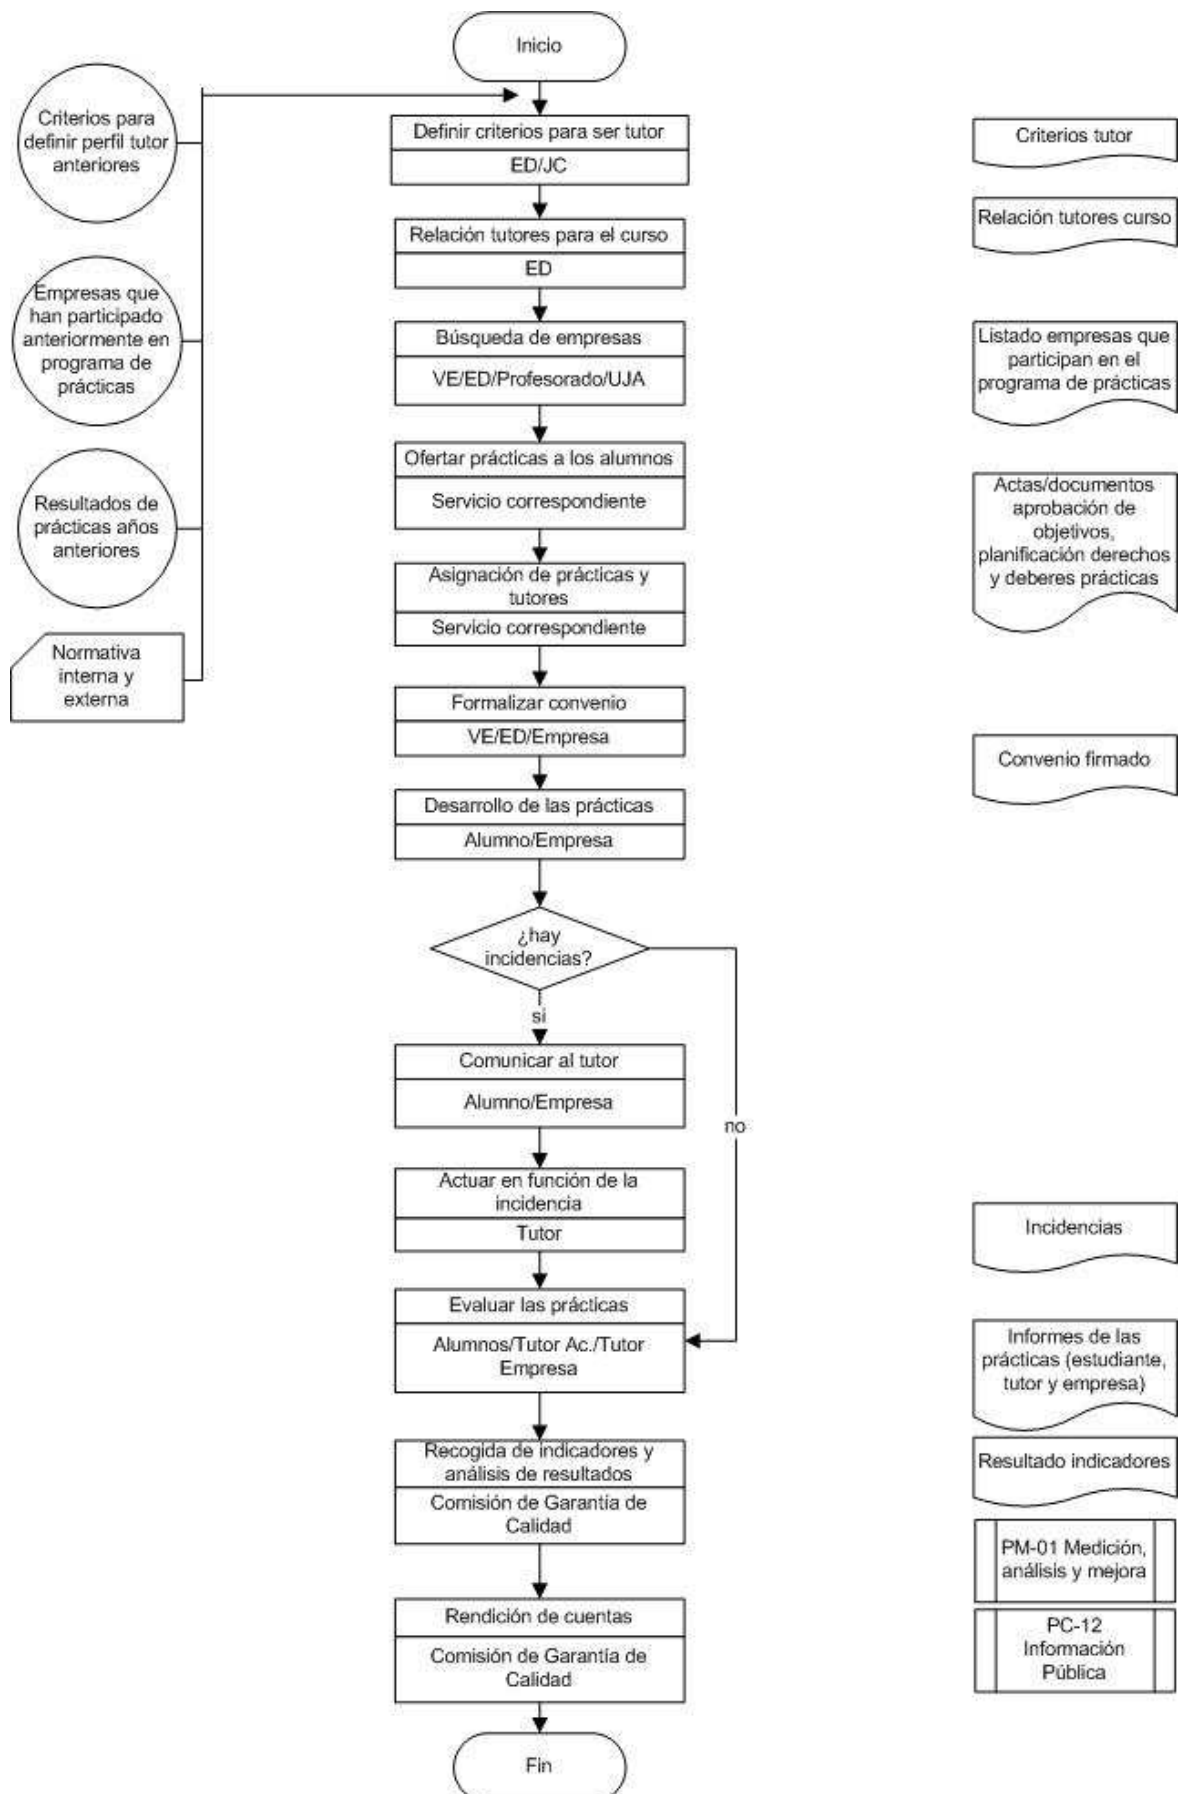 Inicio
Criterios para
definir perfil tutor
anteriores
Empresas que
han participado
anteriormente en
programa de
prácticas
Resultados de
prácticas años
anteriores
Normativa
interna y
externa
Definir criterios para ser tutor
ED/JC
Relación tutores para el curso
ED
Búsqueda de empresas
VE/ED/Profesorado/UJA
Ofertar prácticas a los alumnos
Servicio correspondiente
Asignación de prácticas y
tutores
Servicio correspondiente
Formalizar convenio
VE/ED/Empresa
Desarrollo de las prácticas
Alumno/Empresa
¿hay
incidencias?
si
no
Comunicar al tutor
Alumno/Empresa
Actuar en función de la
incidencia
Tutor
Evaluar las prácticas
Alumnos/Tutor Ac./Tutor
Empresa
Recogida de indicadores y
análisis de resultados
Comisión de Garantía de
Calidad
Rendición de cuentas
Comisión de Garantía de
Calidad
Fin
Criterios tutor
Relación tutores curso
Listado empresas que
participan en el
programa de prácticas
Actas/documentos
aprobación de
objetivos,
planificación derechos
y deberes prácticas
Convenio firmado
Incidencias
Informes de las
prácticas (estudiante,
tutor y empresa)
Resultado indicadores
PM-01 Medición,
análisis y mejora
PC-12
Información
Pública